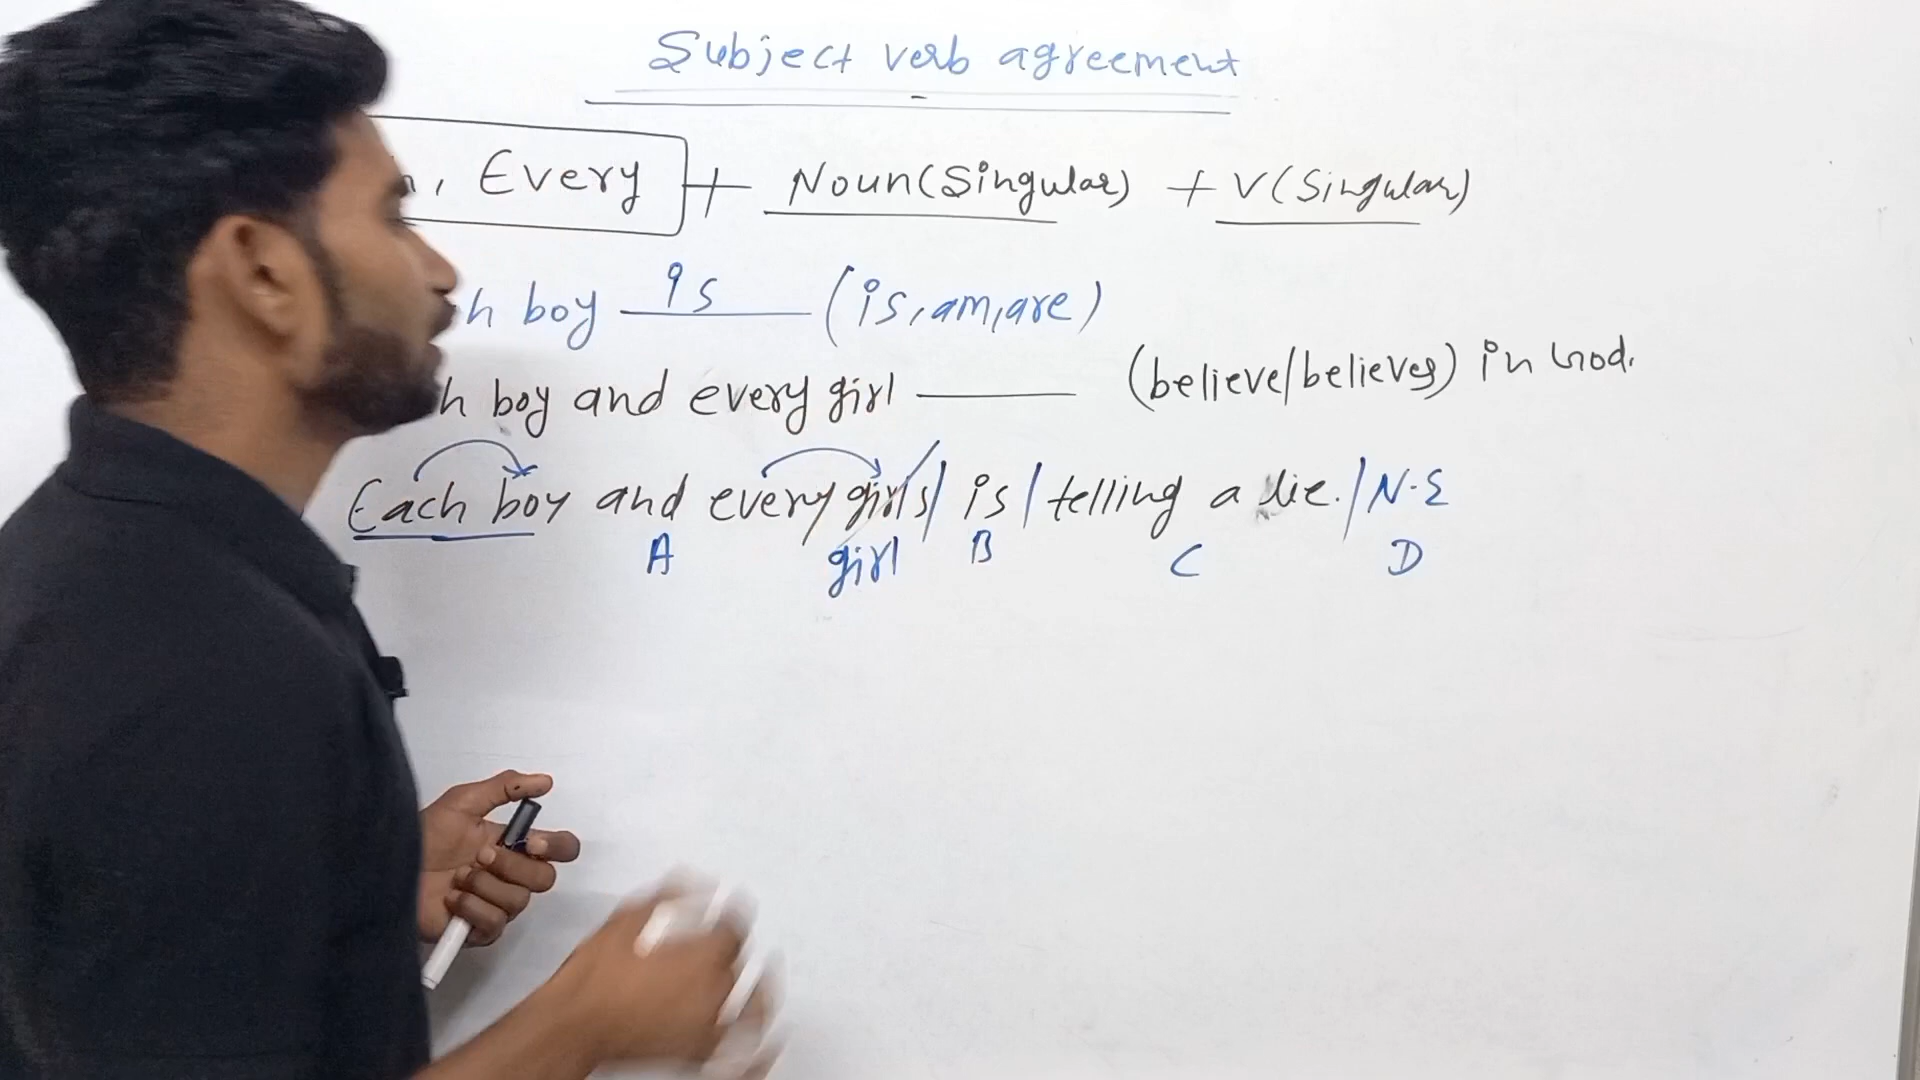 Subject verb agreement
, Every + Noun(Singular) + V(Singular)
h boy is (is, am, are)
h boy and every girl ______ (believe/believes) in God.
Each boy and every girls/ is/ telling a lie./ N.E
A girl B C D